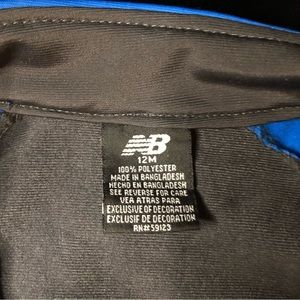 NB
12M
100% POLYESTER
MADE IN BANGLADESH
HECHO EN BANGLADESH
SEE REVERSE FOR CARE
VEA ATRAS PARA
EXCLUSIVE OF DECORATION
EXCLUSIF DE DECORATION
RN#59123